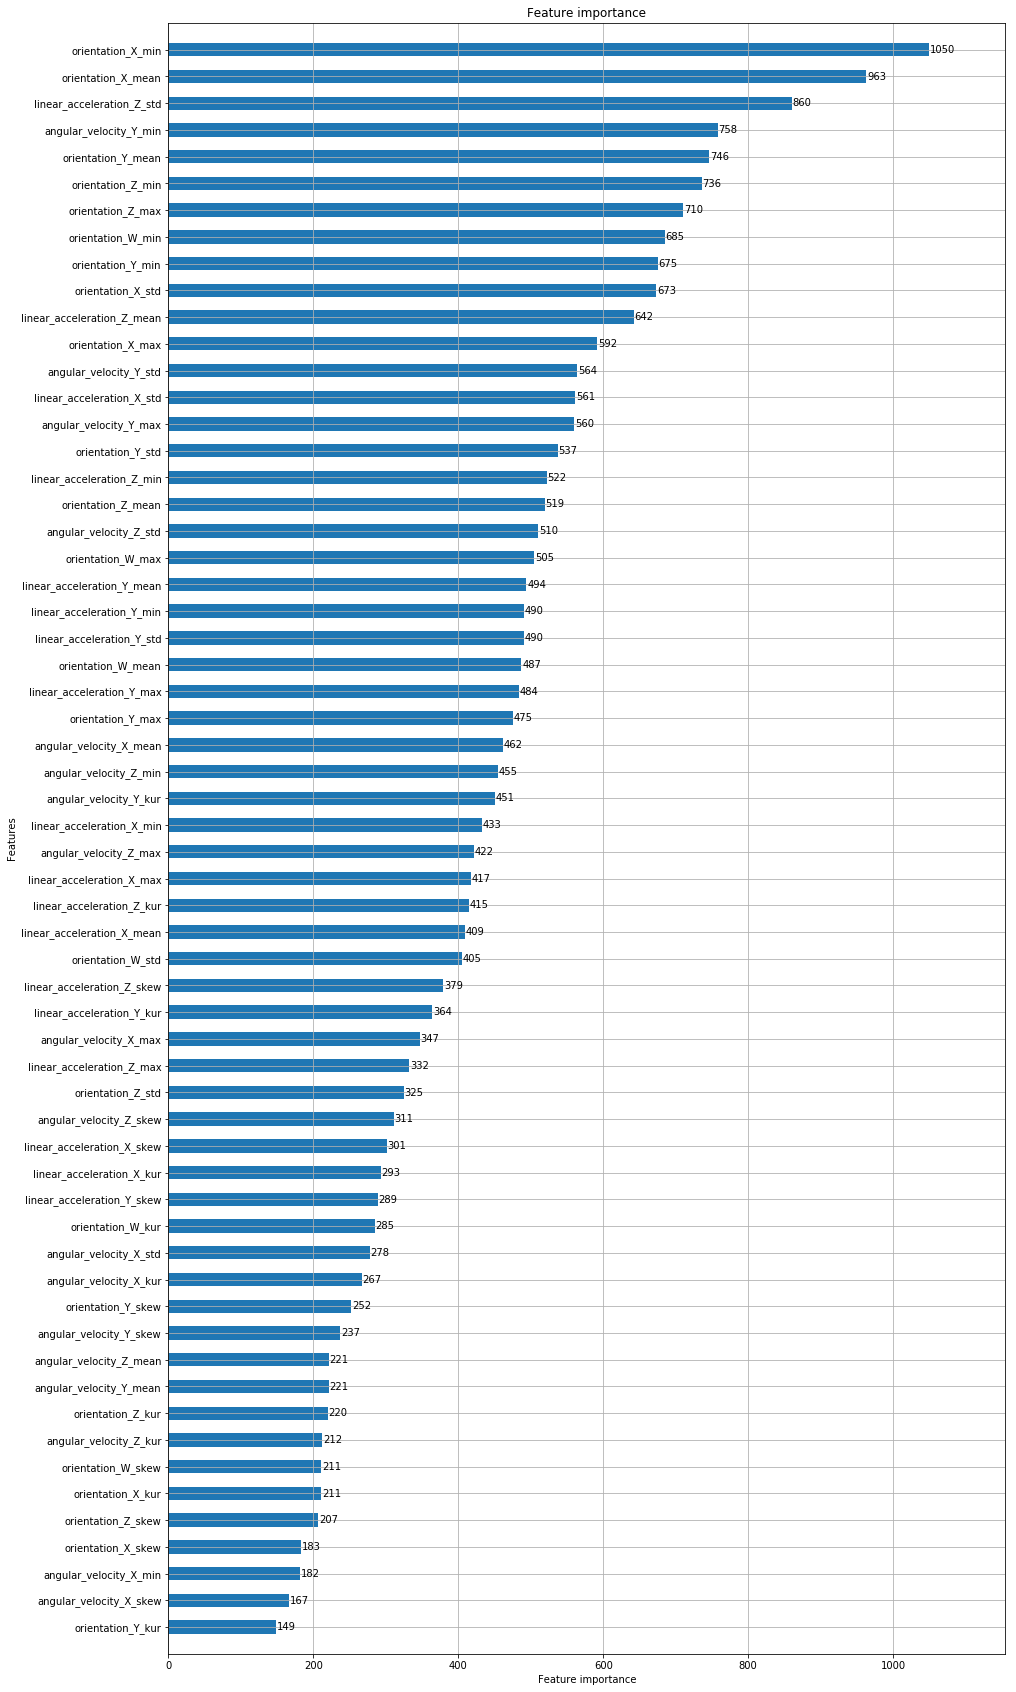 Feature importance
orientation_X_min 1050
orientation_X_mean 963
linear_acceleration_Z_std 860
angular_velocity_Y_min 758
orientation_Y_mean 746
orientation_Z_min 736
orientation_Z_max 710
orientation_W_min 685
orientation_Y_min 675
orientation_X_std 673
linear_acceleration_Z_mean 642
orientation_X_max 592
angular_velocity_Y_std 564
linear_acceleration_X_std 561
angular_velocity_Y_max 560
orientation_Y_std 537
linear_acceleration_Z_min 522
orientation_Z_mean 519
angular_velocity_Z_std 510
orientation_W_max 505
linear_acceleration_Y_mean 494
linear_acceleration_Y_min 490
linear_acceleration_Y_std 490
orientation_W_mean 487
linear_acceleration_Y_max 484
orientation_Y_max 475
angular_velocity_X_mean 462
angular_velocity_Z_min 455
angular_velocity_Y_kur 451
linear_acceleration_X_min 433
Features
angular_velocity_Z_max 422
linear_acceleration_X_max 417
linear_acceleration_Z_kur 415
linear_acceleration_X_mean 409
orientation_W_std 405
linear_acceleration_Z_skew 379
linear_acceleration_Y_kur 364
angular_velocity_X_max 347
linear_acceleration_Z_max 332
orientation_Z_std 325
angular_velocity_Z_skew 311
linear_acceleration_X_skew 301
linear_acceleration_X_kur 293
linear_acceleration_Y_skew 289
orientation_W_kur 285
angular_velocity_X_std 278
angular_velocity_X_kur 267
orientation_Y_skew 252
angular_velocity_Y_skew 237
angular_velocity_Z_mean 221
angular_velocity_Y_mean 221
orientation_Z_kur 220
angular_velocity_Z_kur 212
orientation_W_skew 211
orientation_X_kur 211
orientation_Z_skew 207
orientation_X_skew 183
angular_velocity_X_min 182
angular_velocity_X_skew 167
orientation_Y_kur 149
0 200 400 600 800 1000
Feature importance